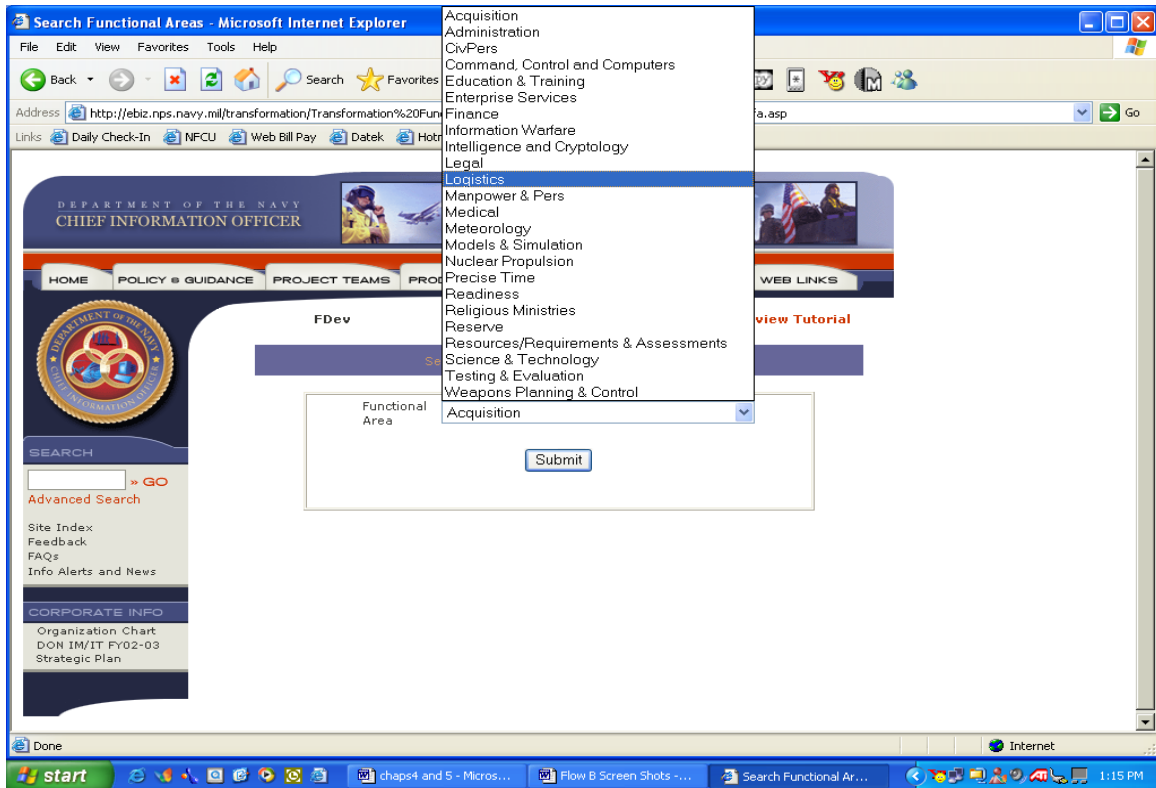 Search Functional Areas - Microsoft Internet Explorer
File Edit View Favorites Tools Help
Back Search Favorites
Address http://ebiz.nps.navy.mil/transformation/Transformation%20Fun fa.asp Go
Links Daily Check-In NFCU Web Bill Pay Datek
Acquisition
Administration
CivPers
Command, Control and Computers
Education & Training
Enterprise Services
Finance
Information Warfare
Intelligence and Cryptology
Legal
Logistics
Manpower & Pers
Medical
Meteorology
Models & Simulation
Nuclear Propulsion
Precise Time
Readiness
Religious Ministries
Reserve
Resources/Requirements & Assessments
Science & Technology
Testing & Evaluation
Weapons Planning & Control
DEPARTMENT OF THE NAVY
CHIEF INFORMATION OFFICER
HOME POLICY & GUIDANCE PROJECT TEAMS WEB LINKS
DEPARTMENT OF THE NAVY
CHIEF INFORMATION OFFICER
FDev view Tutorial
Functional Area
Acquisition
Submit
SEARCH
» GO
Advanced Search
Site Index
Feedback
FAQs
Info Alerts and News
CORPORATE INFO
Organization Chart
DON IM/IT FY02-03
Strategic Plan
Done Internet
start chaps4 and 5 - Micros... Flow B Screen Shots -... Search Functional Ar... 1:15 PM